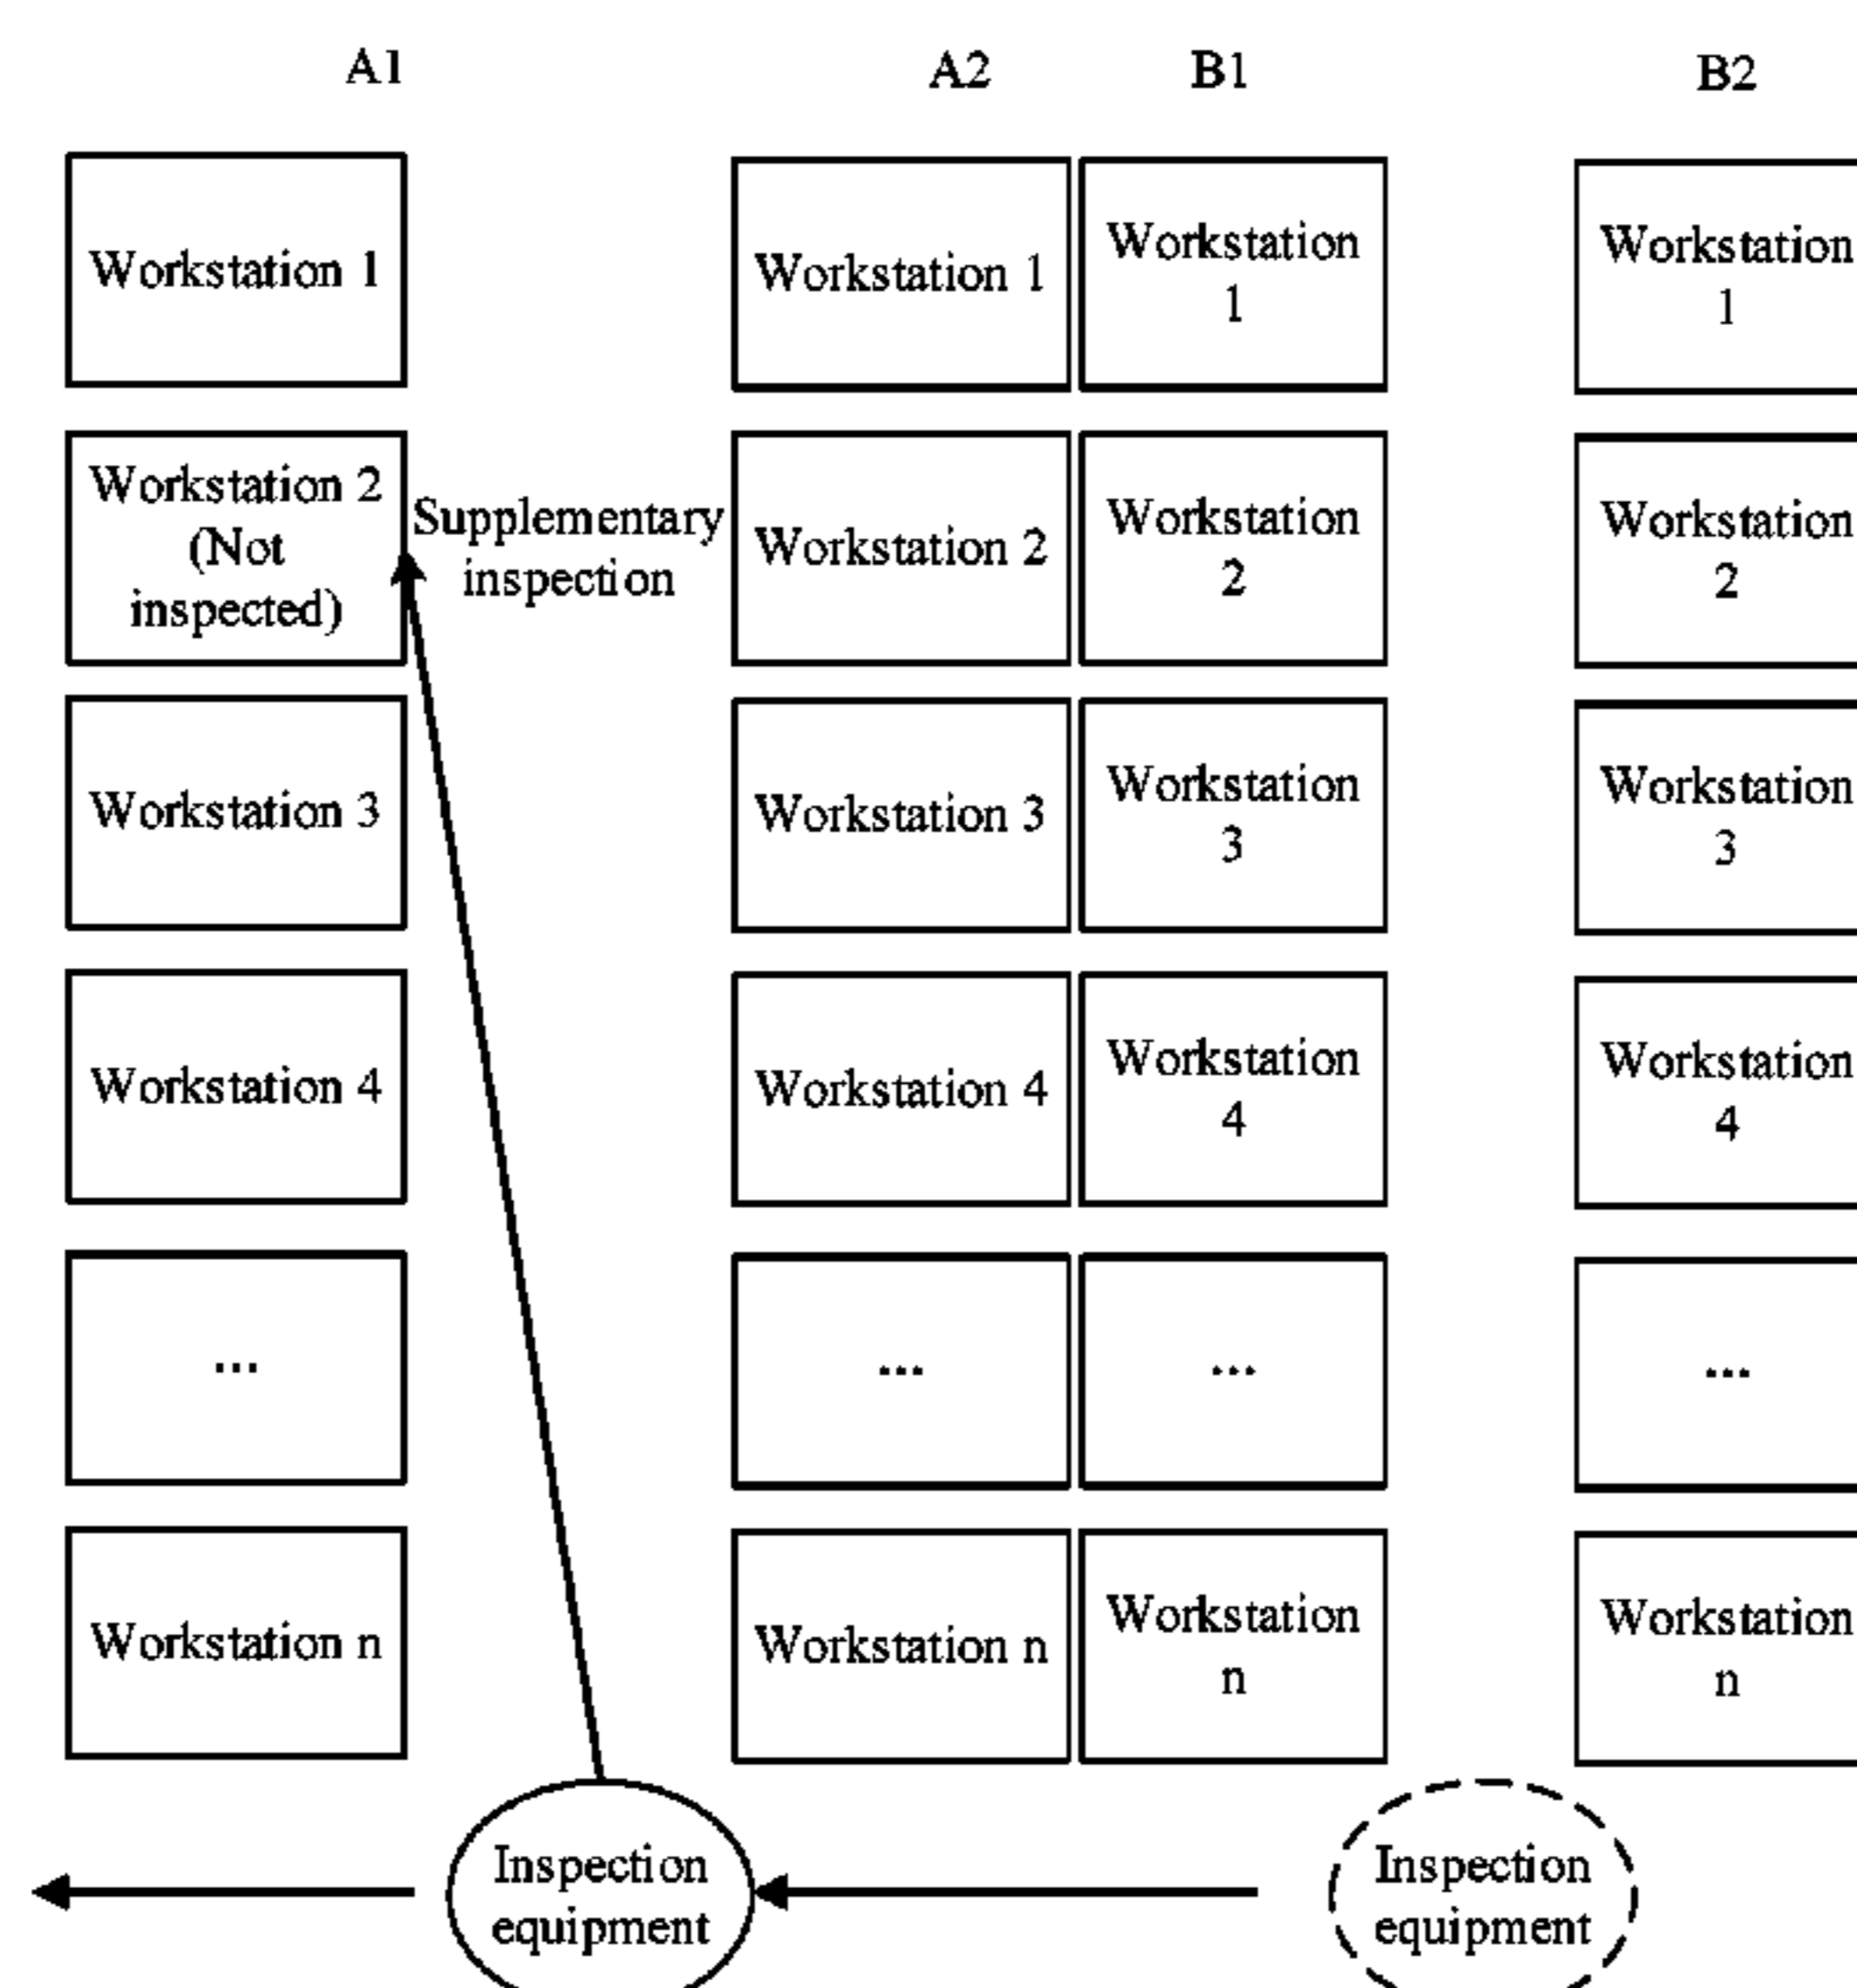 A1
A2
B1
B2
Workstation 1
Workstation 1
Workstation
1
Workstation
1
Workstation 2
(Not
inspected)
Supplementary
inspection
Workstation 2
Workstation
2
Workstation
2
Workstation 3
Workstation 3
Workstation
3
Workstation
3
Workstation 4
Workstation 4
Workstation
4
Workstation
4
...
...
...
...
Workstation n
Workstation n
Workstation
n
Workstation
n
Inspection
equipment
Inspection
equipment